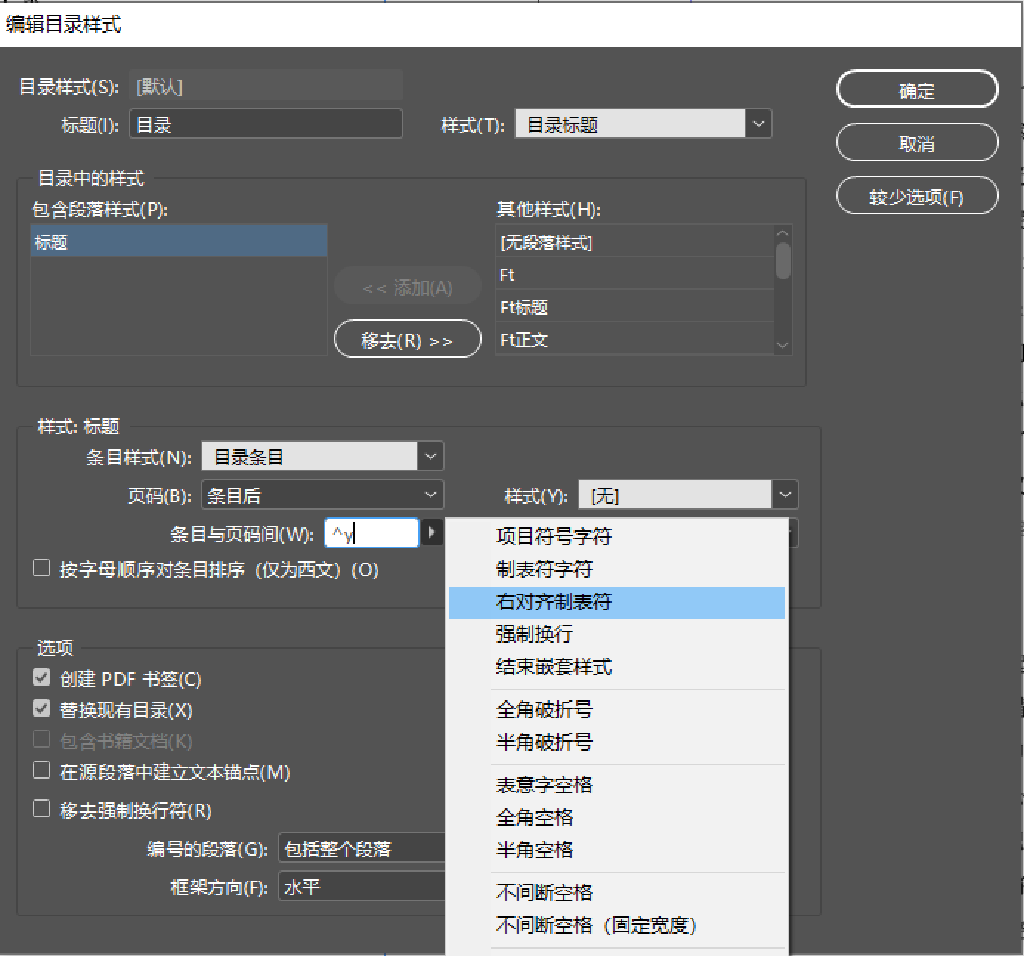 编辑目录样式
目录样式(S): [默认]
确定
标题(I): 目录 样式(T): 目录标题
取消
目录中的样式
较少选项(F)
包含段落样式(P): 其他样式(H):
标题 [无段落样式]
Ft
<< 添加(A)
Ft标题
移去(R) >> Ft正文
样式: 标题
条目样式(N): 目录条目
页码(B): 条目后 样式(Y): [无]
条目与页码间(W): ^y
按字母顺序对条目排序（仅为西文）(O)
项目符号字符
制表符字符
右对齐制表符
强制换行
结束嵌套样式
全角破折号
半角破折号
表意字空格
全角空格
半角空格
不间断空格
不间断空格（固定宽度）
选项
创建 PDF 书签(C)
替换现有目录(X)
包含书籍文档(K)
在源段落中建立文本锚点(M)
移去强制换行符(R)
编号的段落(G): 包括整个段落
框架方向(F): 水平